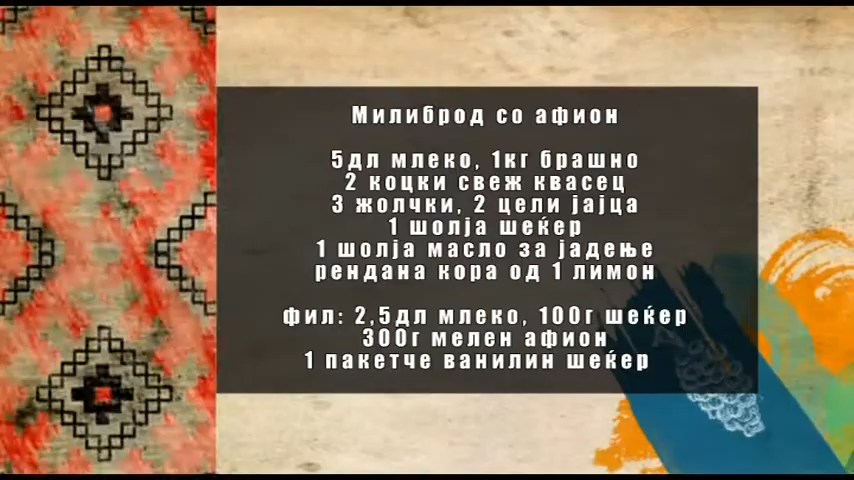 Милиброд со афион
5дл млеко, 1кг брашно
2 коцки свеж квасец
3 жолчки, 2 цели јајца
1 шолја шеќер
1 шолја масло за јадење
рендана кора од 1 лимон
фил: 2,5дл млеко, 100г шеќер
300г мелен афион
1 пакетче ванилин шеќер